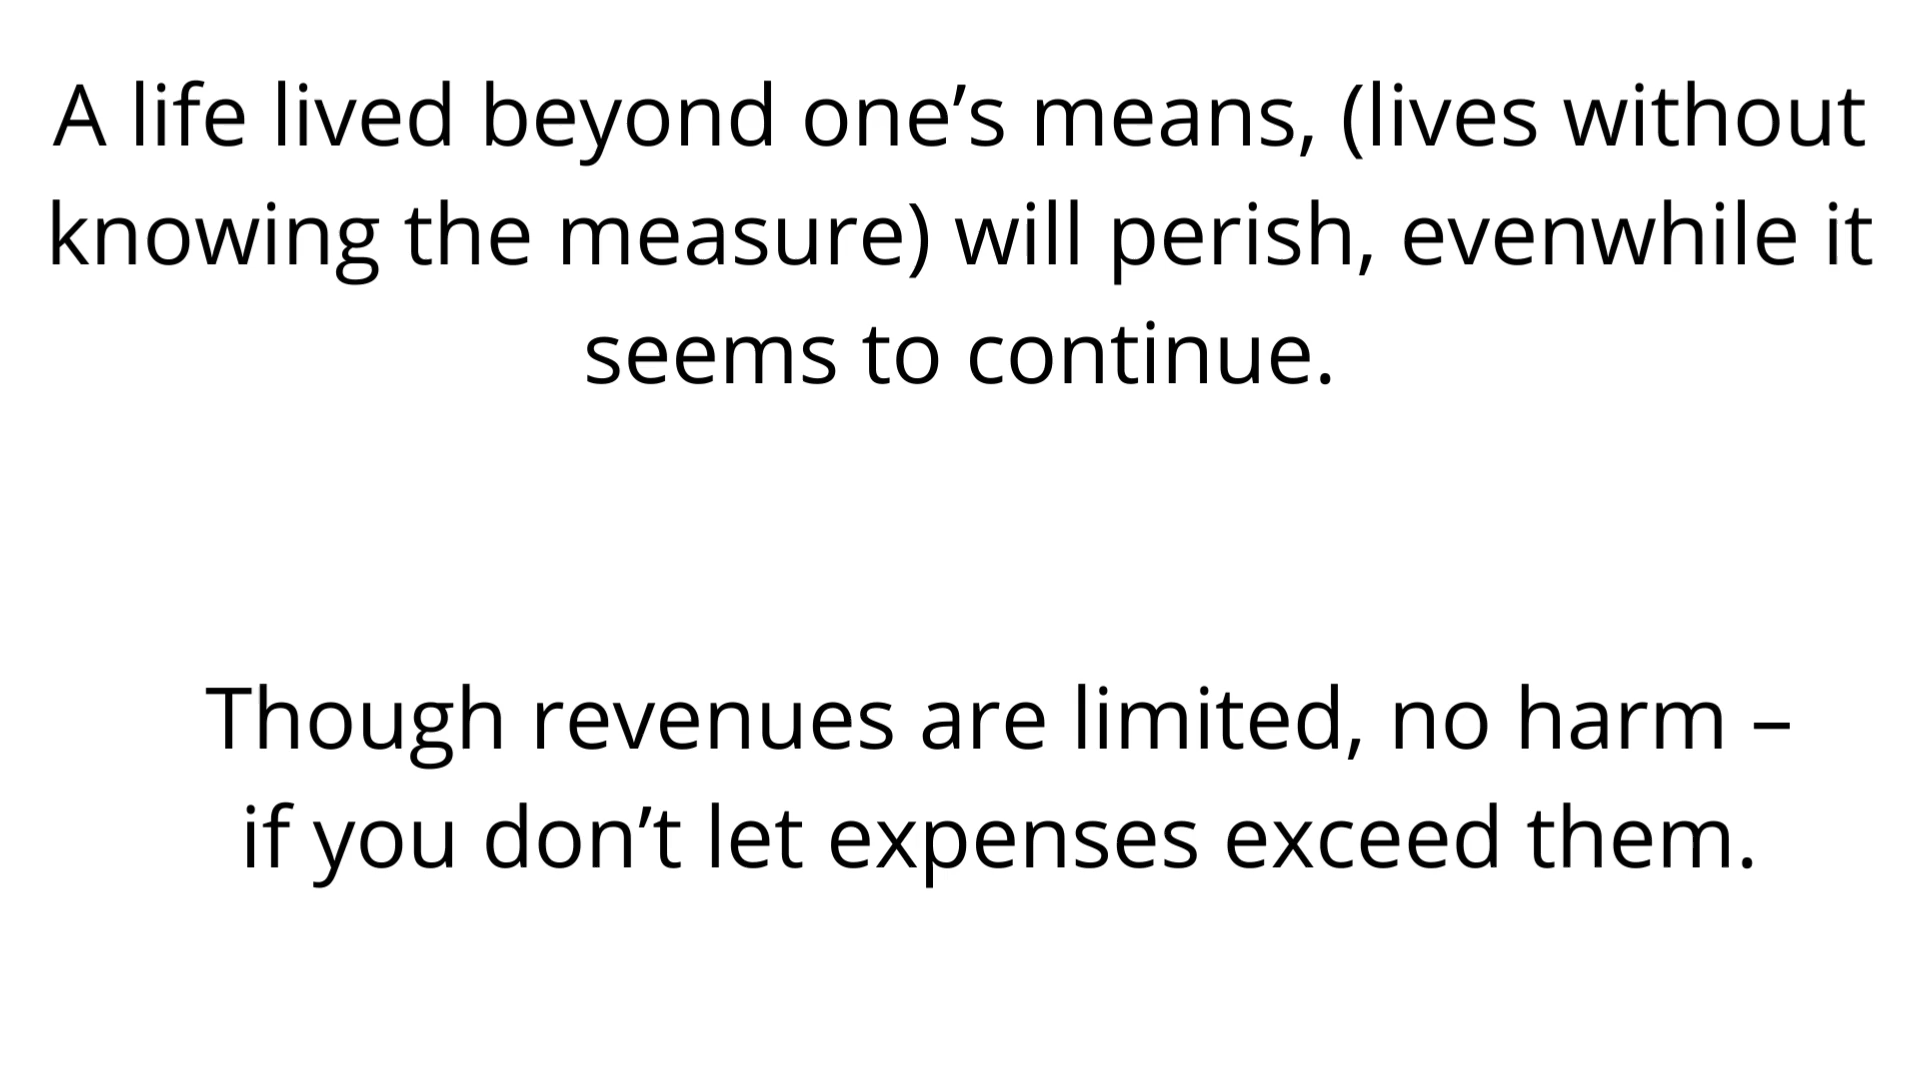 A life lived beyond one’s means, (lives without
knowing the measure) will perish, evenwhile it
seems to continue.
Though revenues are limited, no harm –
if you don’t let expenses exceed them.